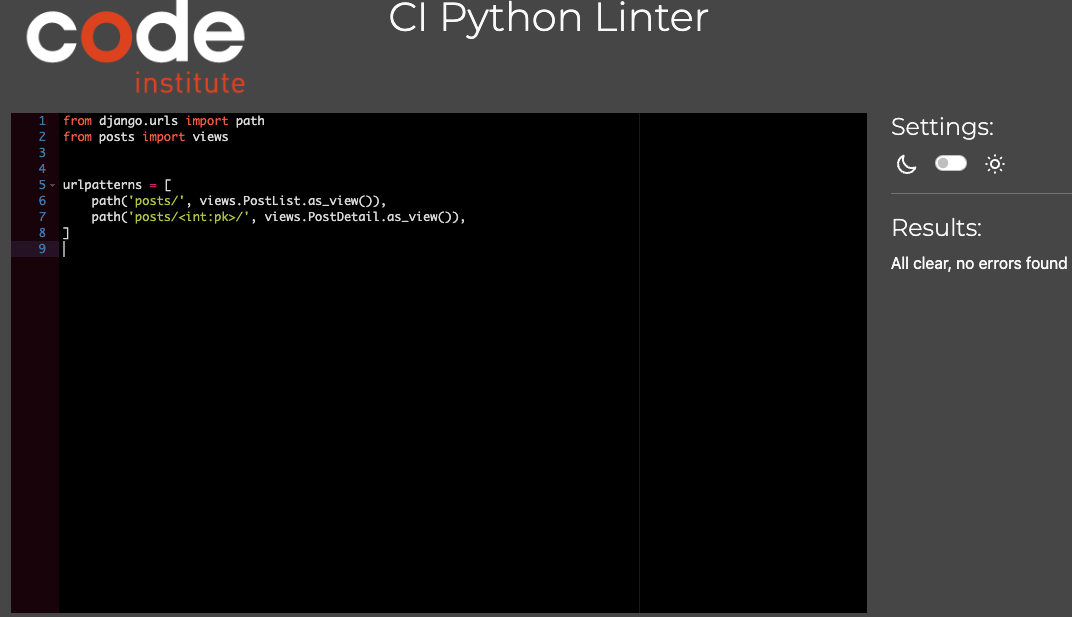 code
institute
CI Python Linter
1 from django.urls import path
2 from posts import views
3
4
5 urlpatterns = [
6     path('posts/', views.PostList.as_view()),
7     path('posts/<int:pk>/', views.PostDetail.as_view()),
8 ]
9
Settings:
Results:
All clear, no errors found